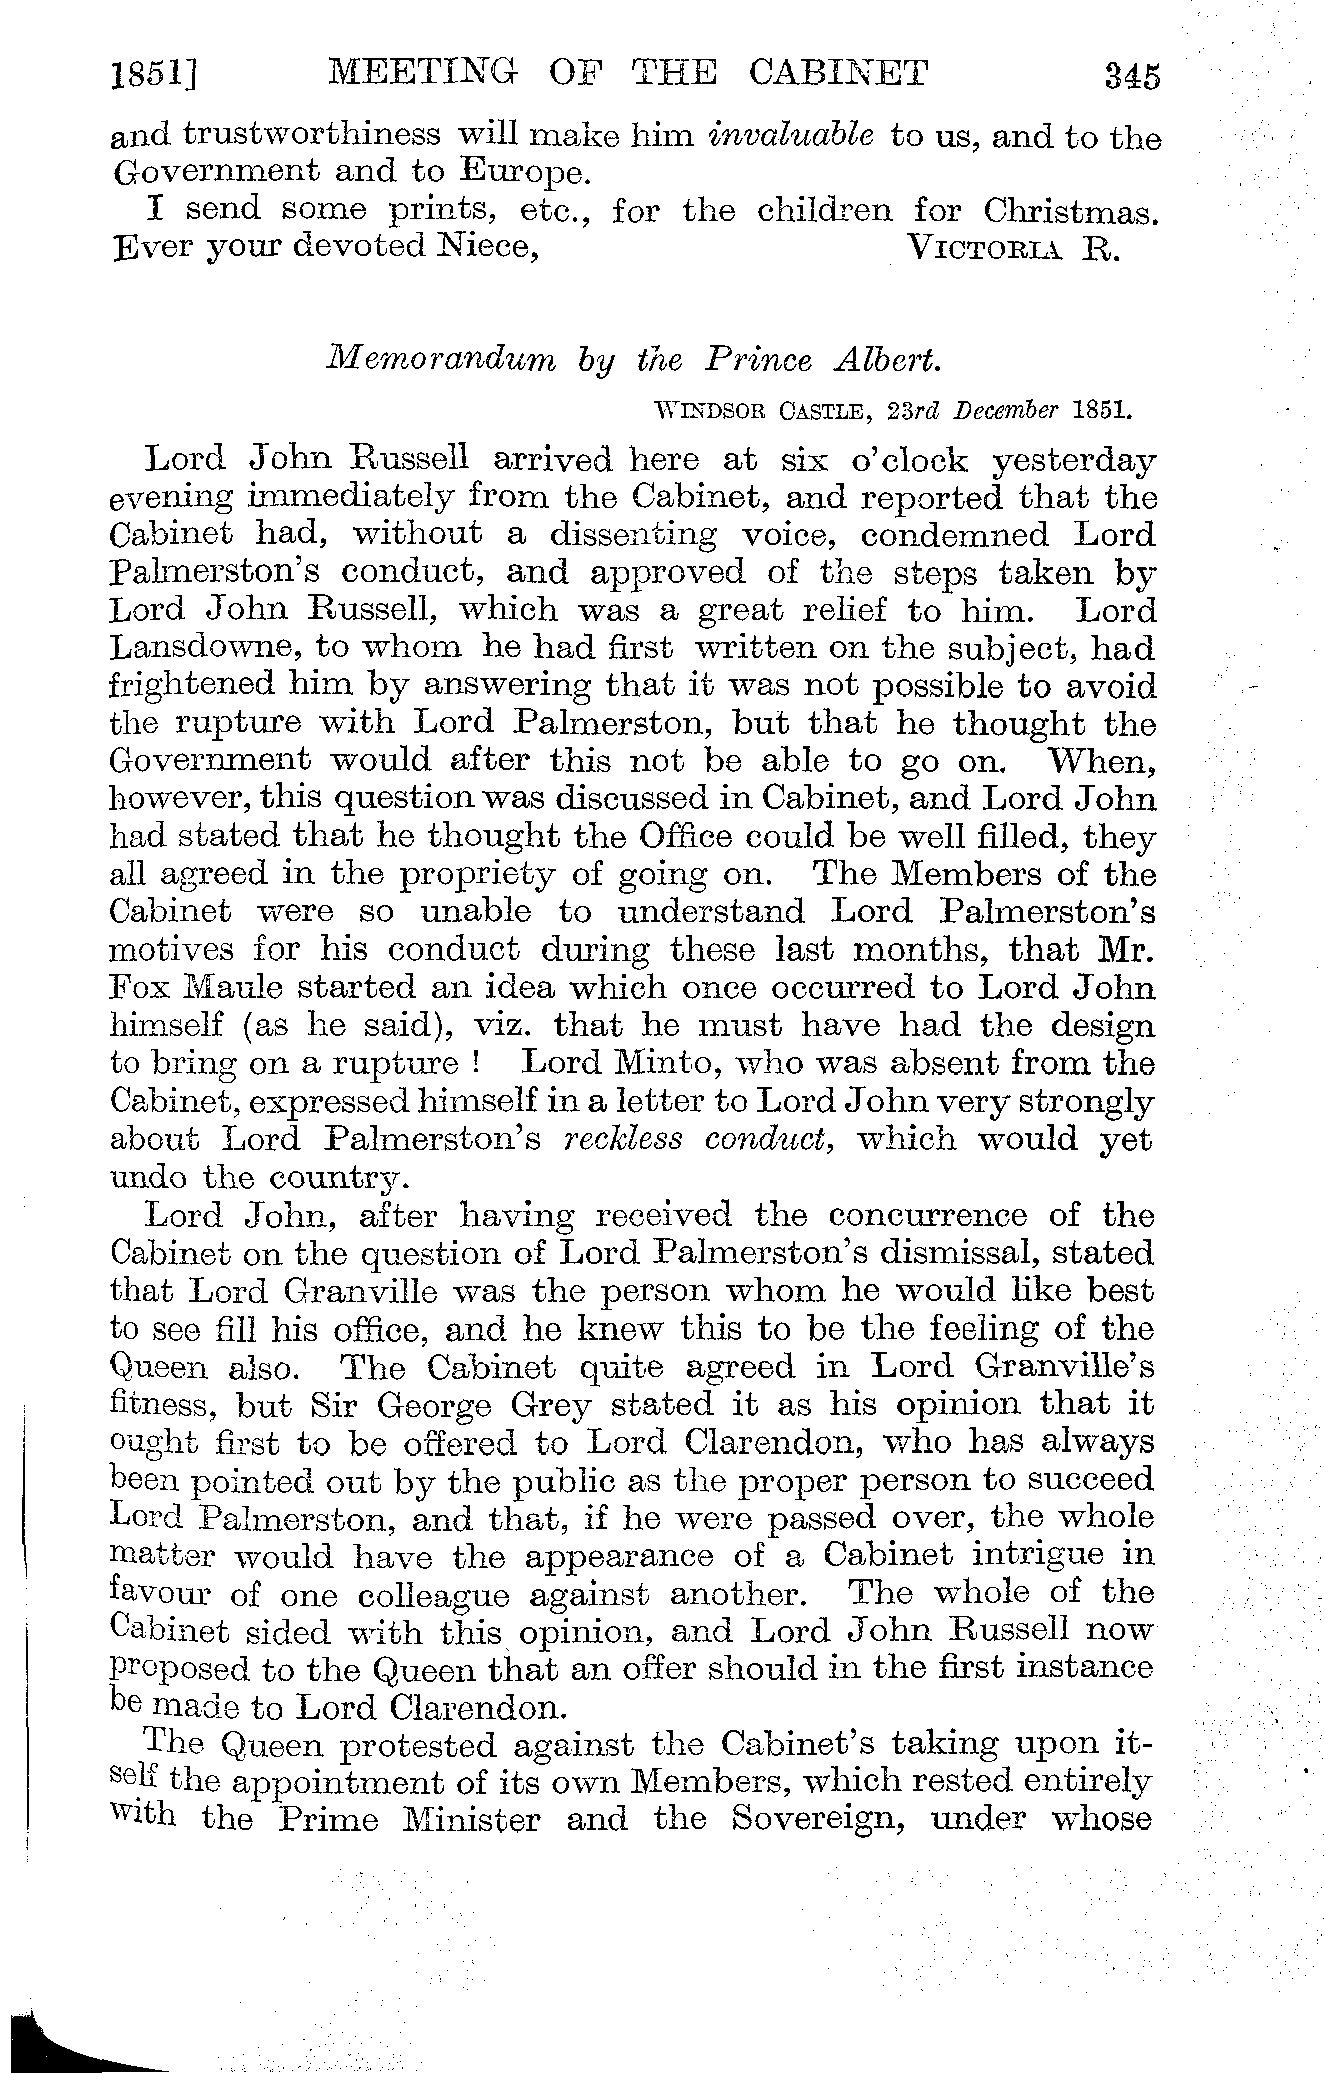 1851] MEETING OF THE CABINET 345
and trustworthiness will make him invaluable to us, and to the
Government and to Europe.
I send some prints, etc., for the children for Christmas.
Ever your devoted Niece, VICTORIA R.
Memorandum by the Prince Albert.
WINDSOR CASTLE, 23rd December 1851.
Lord John Russell arrived here at six o'clock yesterday
evening immediately from the Cabinet, and reported that the
Cabinet had, without a dissenting voice, condemned Lord
Palmerston's conduct, and approved of the steps taken by
Lord John Russell, which was a great relief to him. Lord
Lansdowne, to whom he had first written on the subject, had
frightened him by answering that it was not possible to avoid
the rupture with Lord Palmerston, but that he thought the
Government would after this not be able to go on. When,
however, this question was discussed in Cabinet, and Lord John
had stated that he thought the Office could be well filled, they
all agreed in the propriety of going on. The Members of the
Cabinet were so unable to understand Lord Palmerston's
motives for his conduct during these last months, that Mr.
Fox Maule started an idea which once occurred to Lord John
himself (as he said), viz. that he must have had the design
to bring on a rupture ! Lord Minto, who was absent from the
Cabinet, expressed himself in a letter to Lord John very strongly
about Lord Palmerston's reckless conduct, which would yet
undo the country.
Lord John, after having received the concurrence of the
Cabinet on the question of Lord Palmerston's dismissal, stated
that Lord Granville was the person whom he would like best
to see fill his office, and he knew this to be the feeling of the
Queen also. The Cabinet quite agreed in Lord Granville's
fitness, but Sir George Grey stated it as his opinion that it
ought first to be offered to Lord Clarendon, who has always
been pointed out by the public as the proper person to succeed
Lord Palmerston, and that, if he were passed over, the whole
matter would have the appearance of a Cabinet intrigue in
favour of one colleague against another. The whole of the
Cabinet sided with this opinion, and Lord John Russell now
proposed to the Queen that an offer should in the first instance
be made to Lord Clarendon.
The Queen protested against the Cabinet's taking upon it-
self the appointment of its own Members, which rested entirely
with the Prime Minister and the Sovereign, under whose